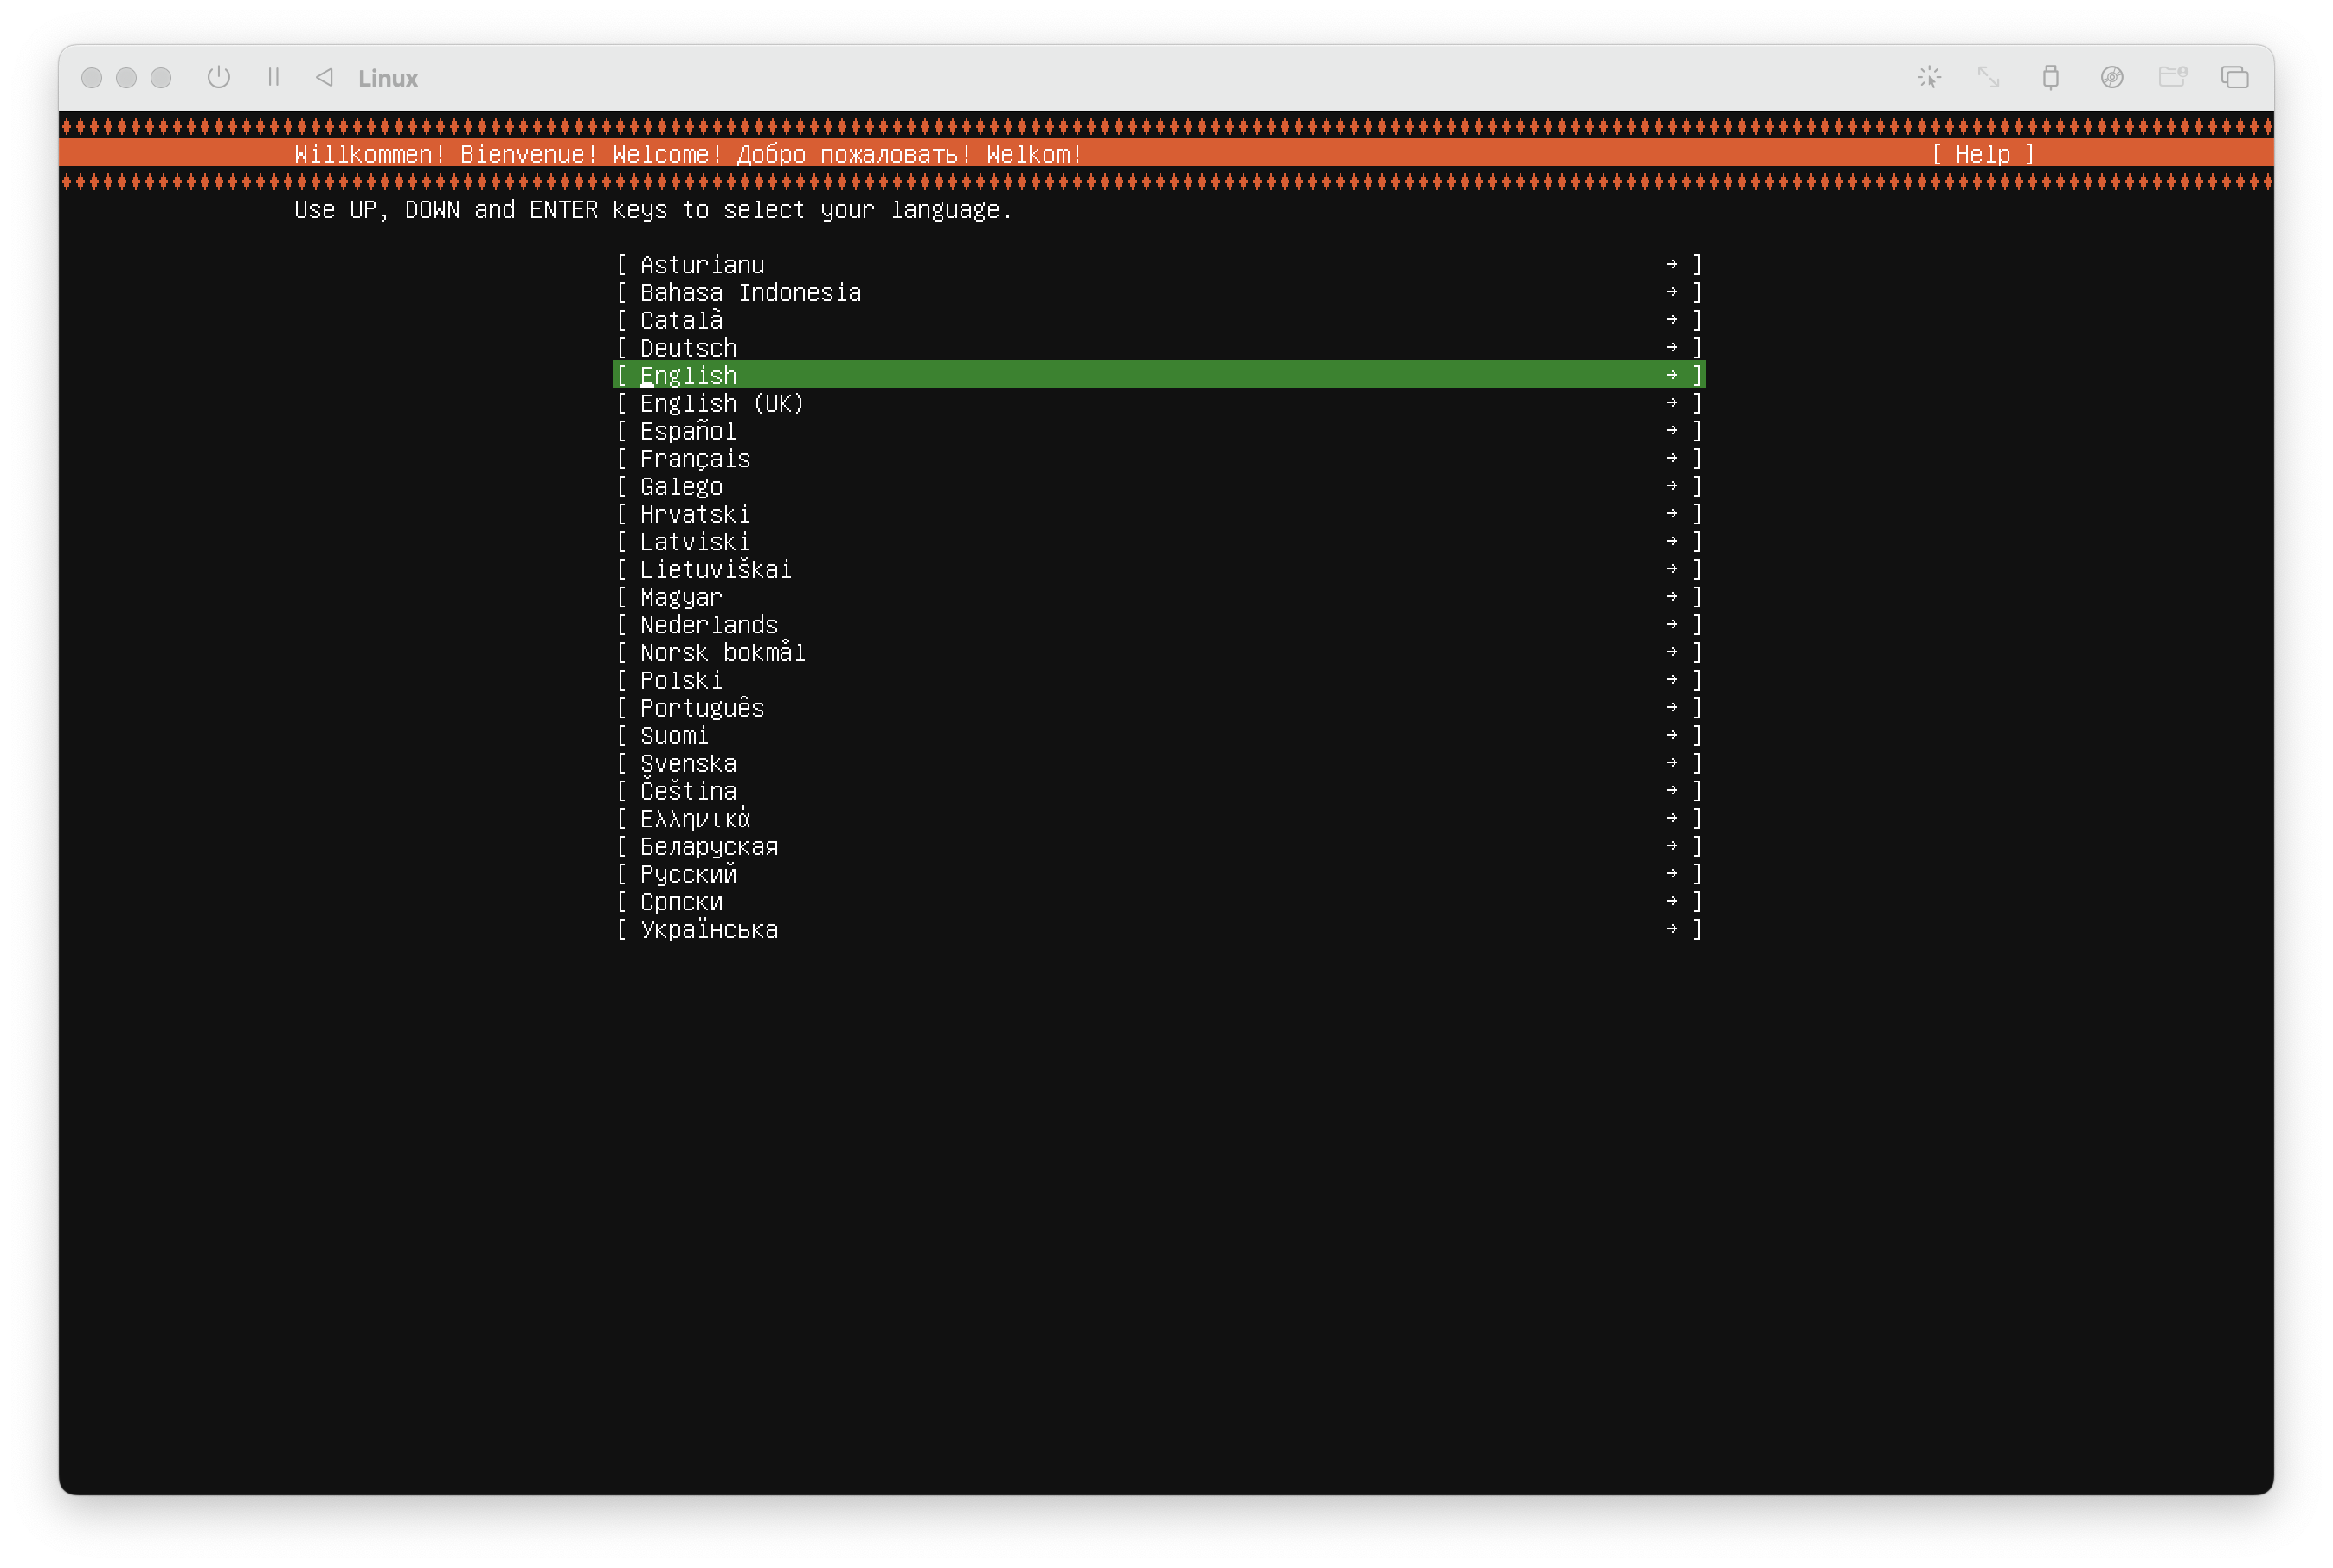 Linux
Willkommen! Bienvenue! Welcome! Добро пожаловать! Welkom! [ Help ]
Use UP, DOWN and ENTER keys to select your language.
[ Asturianu → ]
[ Bahasa Indonesia → ]
[ Català → ]
[ Deutsch → ]
[ English → ]
[ English (UK) → ]
[ Español → ]
[ Français → ]
[ Galego → ]
[ Hrvatski → ]
[ Latviski → ]
[ Lietuviškai → ]
[ Magyar → ]
[ Nederlands → ]
[ Norsk bokmål → ]
[ Polski → ]
[ Português → ]
[ Suomi → ]
[ Svenska → ]
[ Čeština → ]
[ Ελληνικά → ]
[ Беларуская → ]
[ Русский → ]
[ Српски → ]
[ Українська → ]